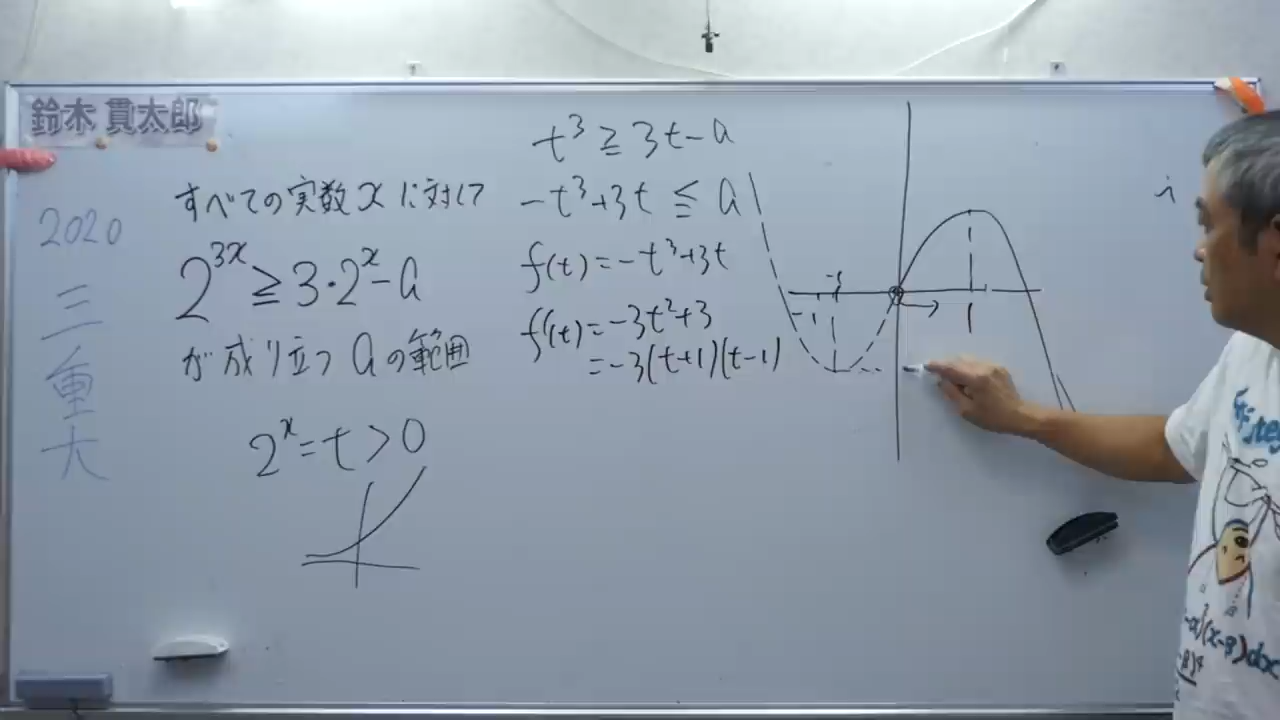 鈴木 貫太郎
2020
三重大
すべての実数xに対して
2^{3x} ≧ 3・2^x − a
が成り立つ aの範囲
2^x = t > 0
t^3 ≧ 3t − a
−t^3+3t ≦ a
f(t) = −t^3+3t
f'(t) = −3t^2+3
= −3(t+1)(t−1)
−1
1